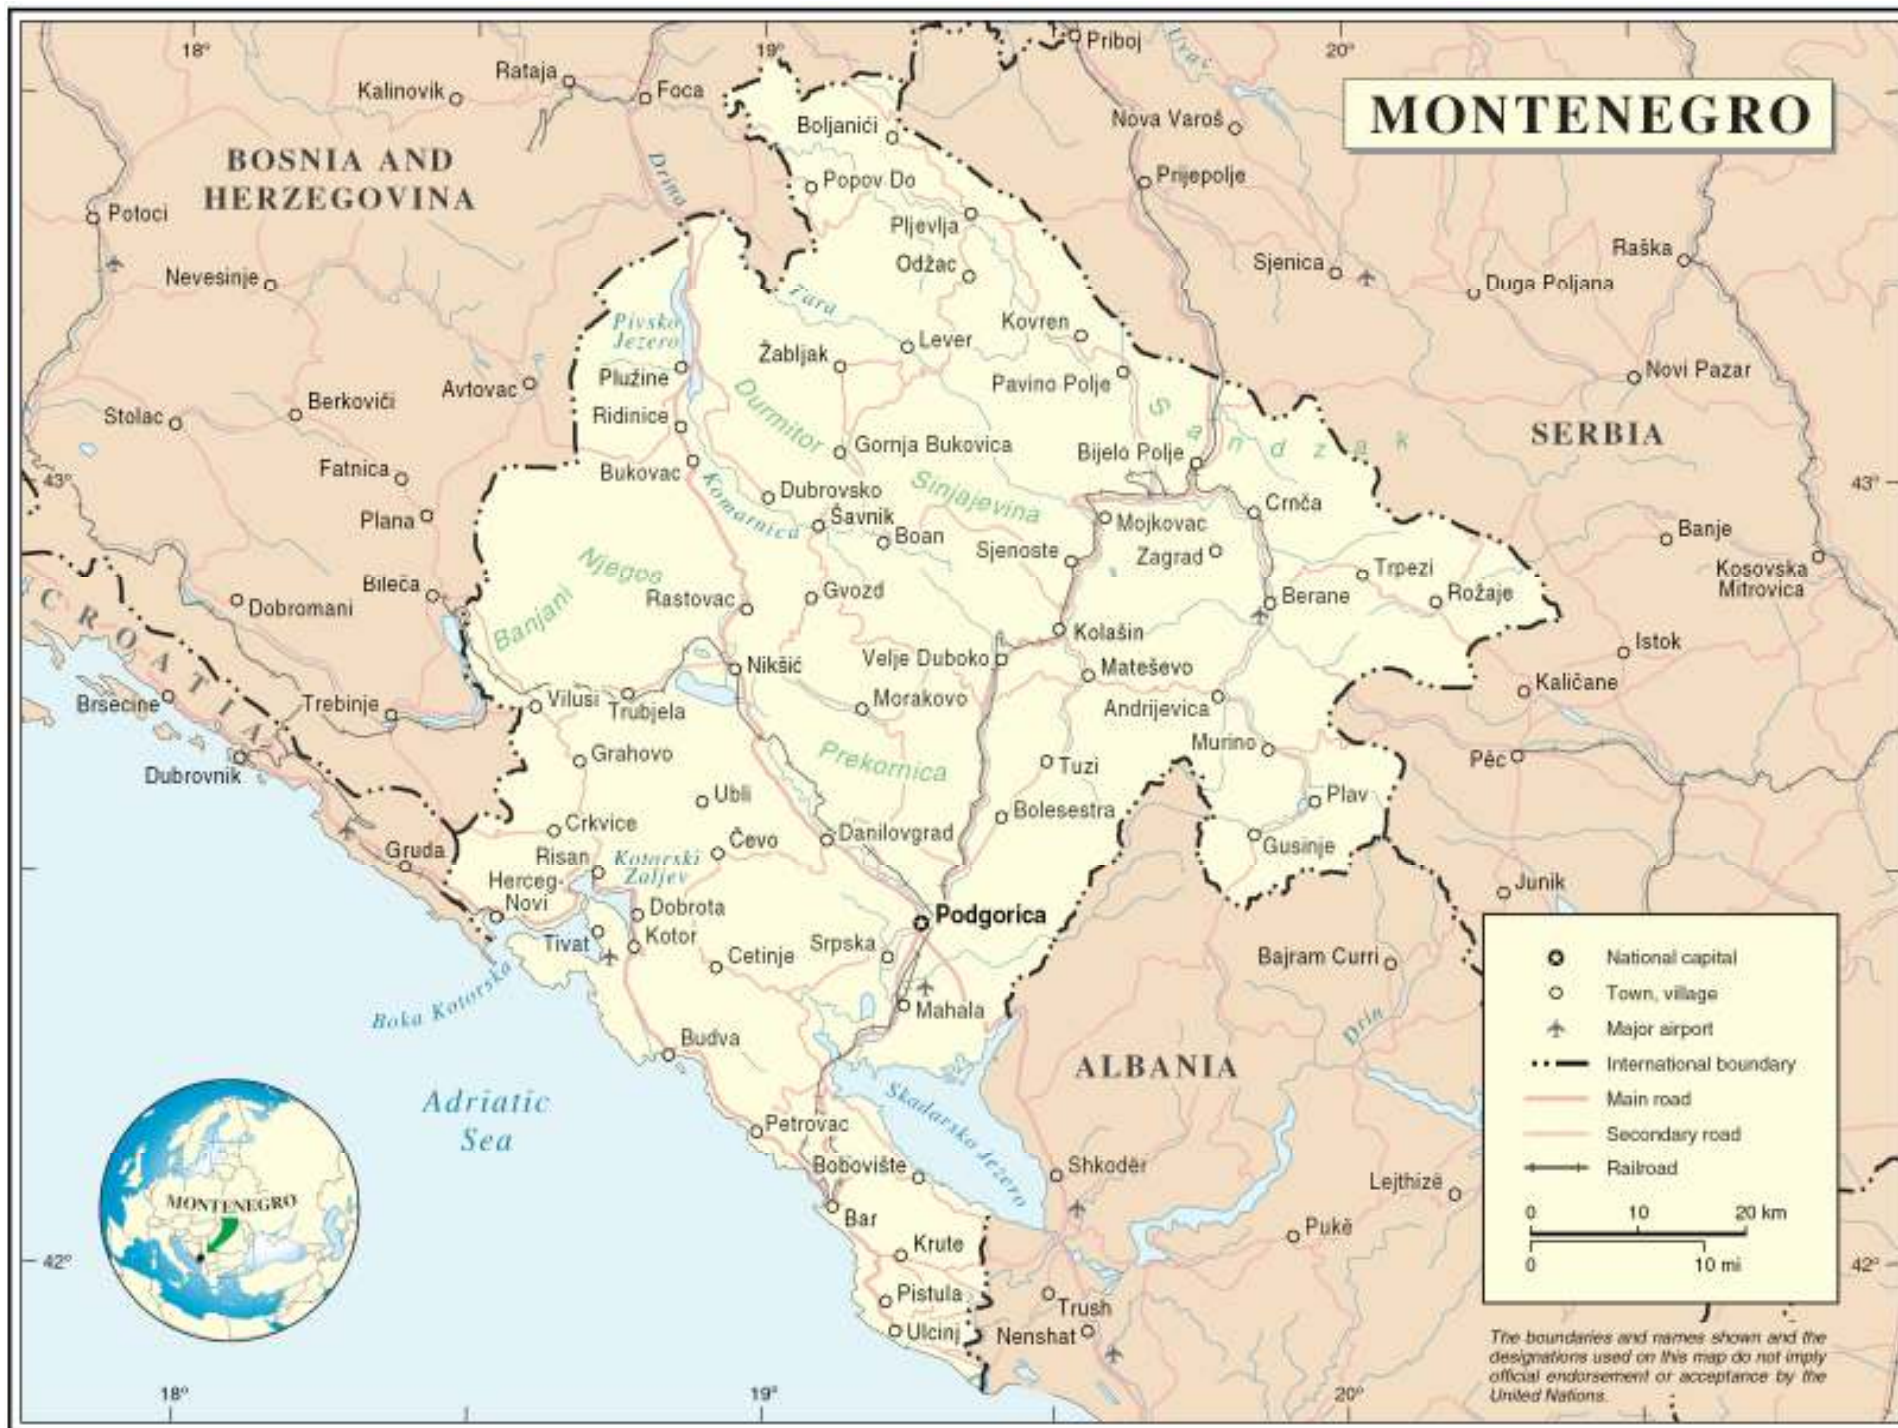 18°
19°
20°
Priboj
Uvac
Rataja
Kalinovik
Foca
MONTENEGRO
Nova Varoš
Boljanići
BOSNIA AND
HERZEGOVINA
Drina
Prijepolje
Popov Do
Potoci
Pljevlja
Raška
Odžac
Sjenica
Nevesinje
Duga Poljana
Tara
Pivsko
Jezero
Kovren
Lever
Žabljak
Plužine
Pavino Polje
Novi Pazar
Avtovac
Berkovići
Stolac
Ridinice
Durmitor
Sandzak
SERBIA
Gornja Bukovica
Bijelo Polje
Fatnica
Bukovac
43°
43°
Komarnica
Dubrovsko
Sinjajevina
Crnča
Plana
Šavnik
Mojkovac
Boan
Sjenoste
Zagrad
Banje
Njegos
Trpezi
Kosovska
Mitrovica
Bileća
Dobromani
Rastovac
Gvozd
Berane
Rožaje
Banjani
CROATIA
Kolašin
Istok
Nikšić
Velje Duboko
Mateševo
Kaličane
Brsecine
Trebinje
Vilusi
Trubjela
Morakovo
Andrijevica
Murino
Grahovo
Prekornica
Tuzi
Pěc
Dubrovnik
Ubli
Plav
Bolesestra
Crkvice
Čevo
Danilovgrad
Gusinje
Gruda
Risan
Kotorski
Zaljev
Herceg-
Novi
Junik
Dobrota
Podgorica
Tivat
Kotor
Srpska
Cetinje
Bajram Curri
Boka Kotorska
Mahala
Drin
Budva
ALBANIA
Adriatic
Sea
Skadarsko Jezero
Petrovac
Bobovište
Shkodër
Lejthizë
MONTENEGRO
Bar
Pukë
Krute
42°
42°
Pistula
Trush
Ulcinj
Nenshat
National capital
Town, village
Major airport
International boundary
Main road
Secondary road
Railroad
0 10 20 km
0 10 mi
The boundaries and names shown and the
designations used on this map do not imply
official endorsement or acceptance by the
United Nations.
18°
19°
20°